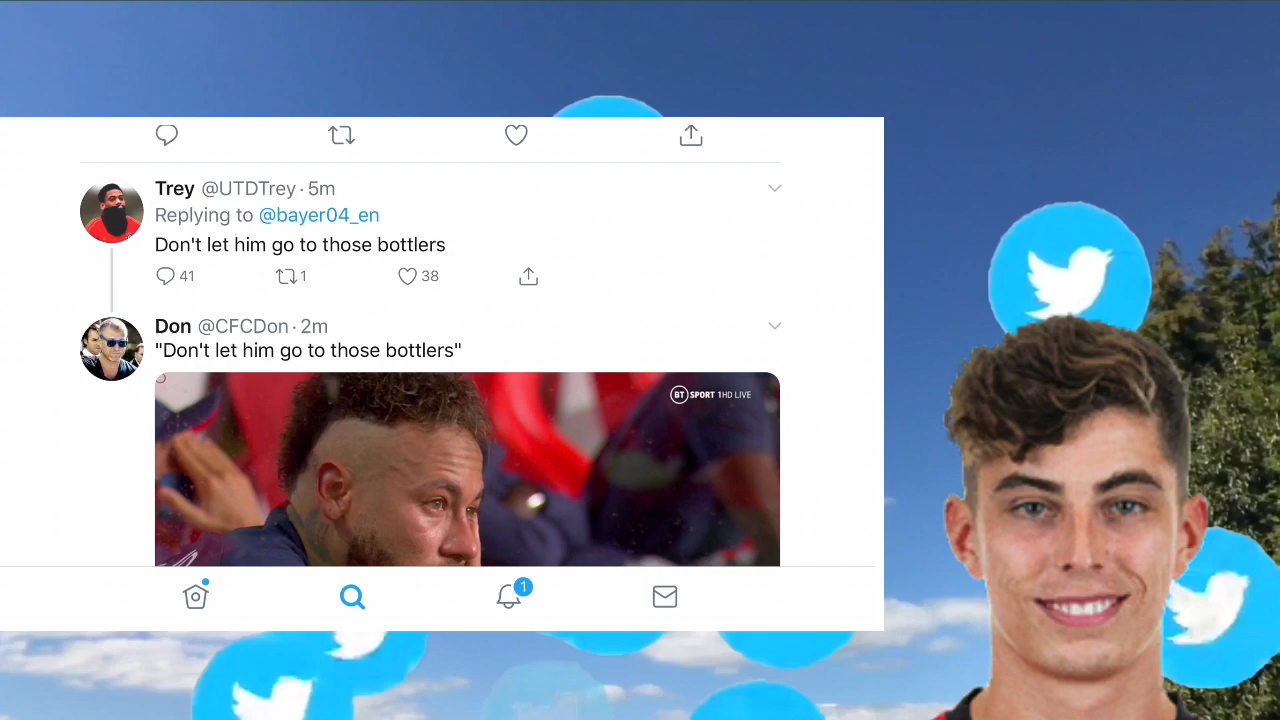 Trey @UTDTrey · 5m
Replying to @bayer04_en
Don't let him go to those bottlers
41 1 38
Don @CFCDon · 2m
"Don't let him go to those bottlers"
BT SPORT 1HD LIVE
1